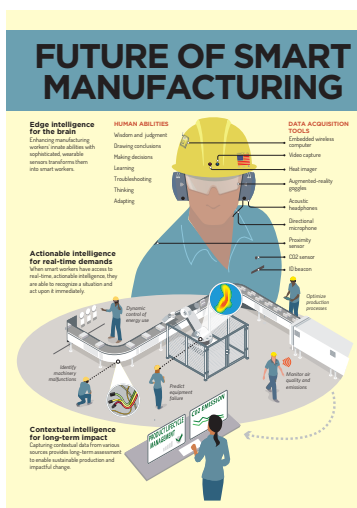 FUTURE OF SMART
MANUFACTURING
Edge intelligence
for the brain
Enhancing manufacturing
workers' innate abilities with
sophisticated, wearable
sensors transforms them
into smart workers.
HUMAN ABILITIES
Wisdom and judgment
Drawing conclusions
Making decisions
Learning
Troubleshooting
Thinking
Adapting
DATA ACQUISITION
TOOLS
Embedded wireless
computer
Video capture
Heat imager
Augmented-reality
goggles
Acoustic
headphones
Directional
microphone
Proximity
sensor
CO2 sensor
ID beacon
Actionable intelligence
for real-time demands
When smart workers have access to
real-time, actionable intelligence, they
are able to recognize a situation and
act upon it immediately.
Dynamic
control of
energy use
Optimize
production
processes
Identify
machinery
malfunctions
Predict
equipment
failure
Monitor air
quality and
emissions
Contextual intelligence
for long-term impact
Capturing contextual data from various
sources provides long-term assessment
to enable sustainable production and
impactful change.
PRODUCT LIFECYCLE
MANAGEMENT
CO2 EMISSION